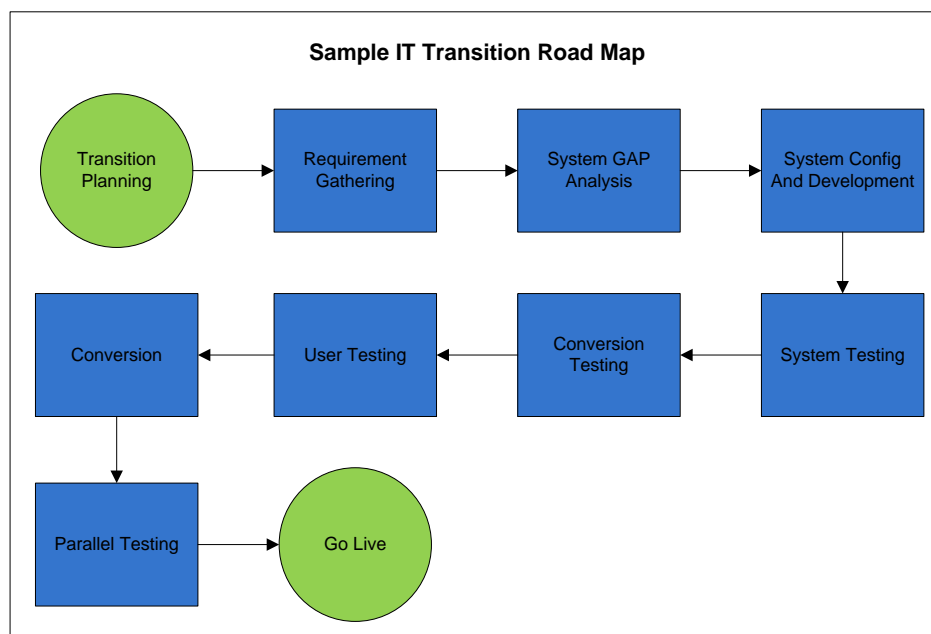 Sample IT Transition Road Map
Transition
Planning
Requirement
Gathering
System GAP
Analysis
System Config
And Development
Conversion
User Testing
Conversion
Testing
System Testing
Parallel Testing
Go Live